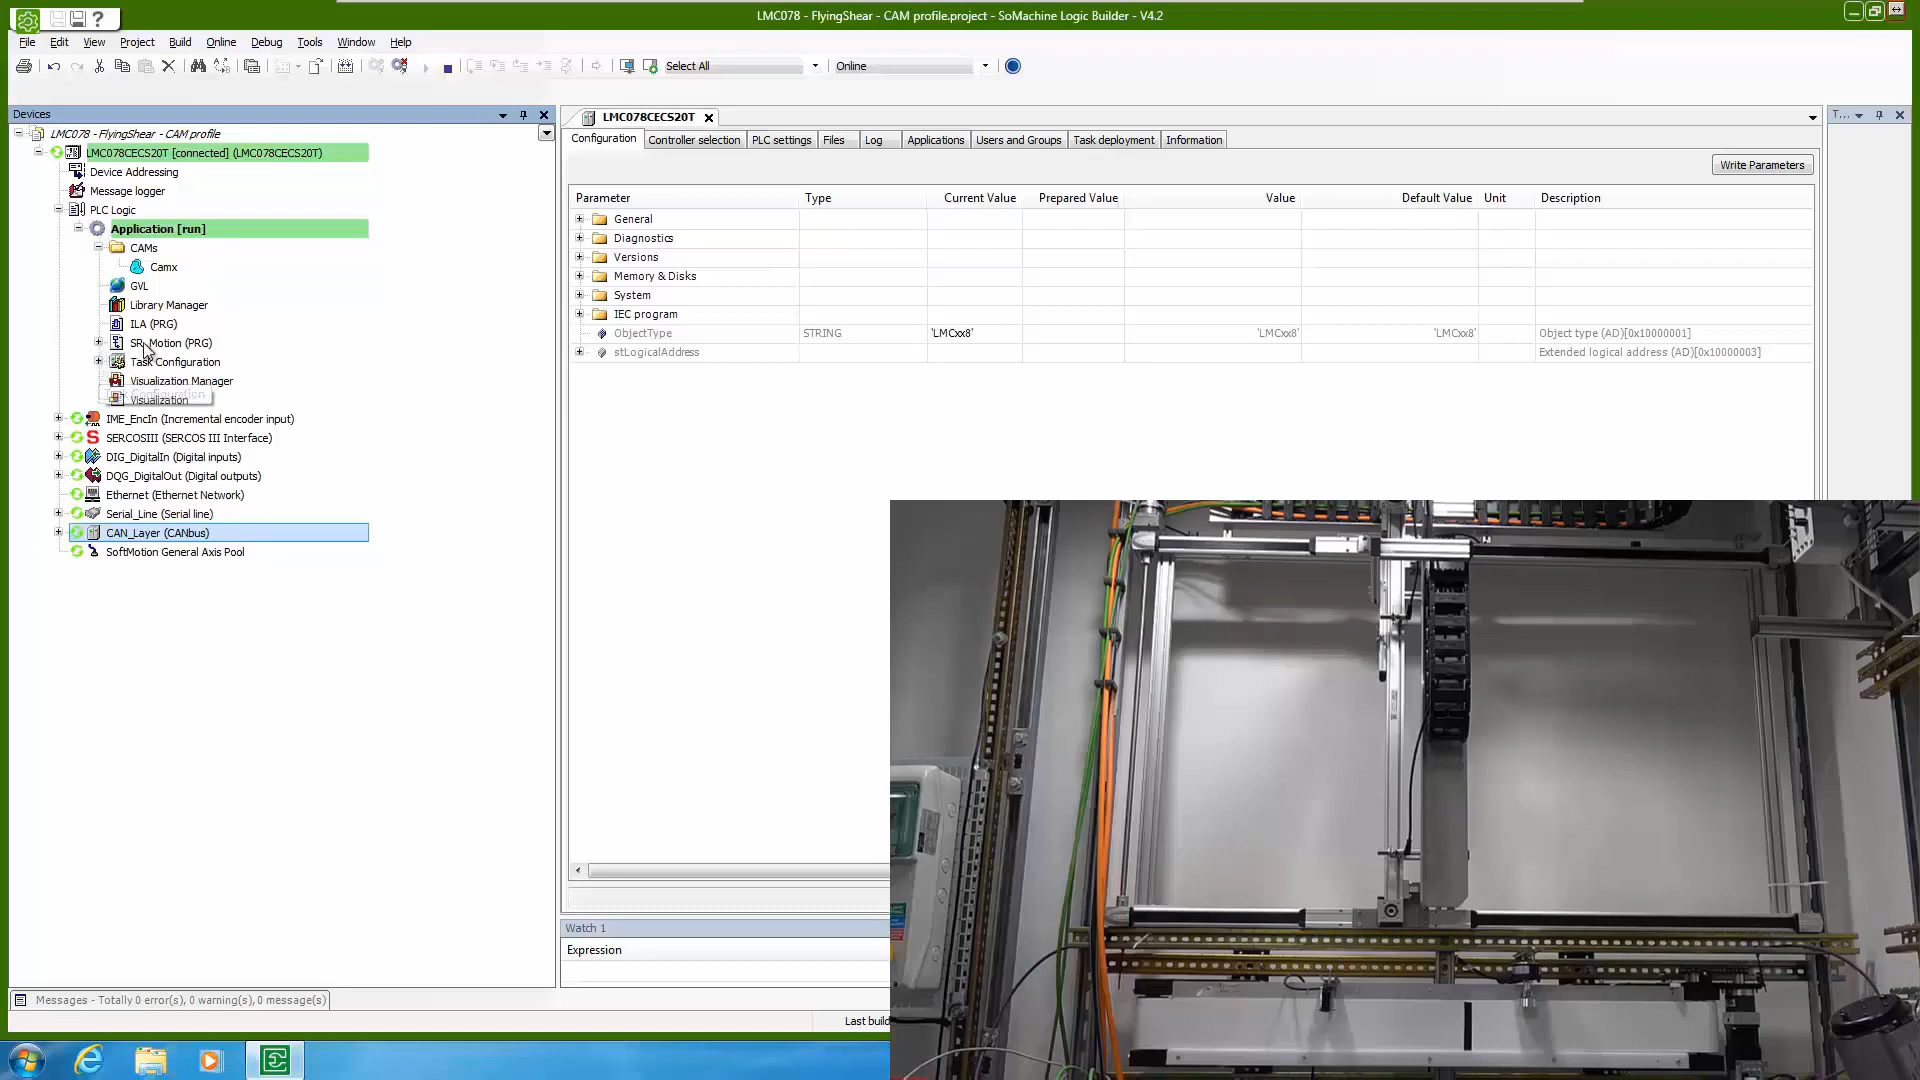 LMC078 - FlyingShear - CAM profile.project - SoMachine Logic Builder - V4.2
File Edit View Project Build Online Debug Tools Window Help
Select All Online
Devices
LMC078 - FlyingShear - CAM profile
LMC078CECS20T [connected] (LMC078CECS20T)
Device Addressing
Message logger
PLC Logic
Application [run]
CAMs
Camx
GVL
Library Manager
ILA (PRG)
SR_Motion (PRG)
Task Configuration
Visualization Manager
Visualization
IME_EncIn (Incremental encoder input)
SERCOSIII (SERCOS III Interface)
DIG_DigitalIn (Digital inputs)
DQG_DigitalOut (Digital outputs)
Ethernet (Ethernet Network)
Serial_Line (Serial line)
CAN_Layer (CANbus)
SoftMotion General Axis Pool
Messages - Totally 0 error(s), 0 warning(s), 0 message(s)
LMC078CECS20T
T...
Configuration Controller selection PLC settings Files Log Applications Users and Groups Task deployment Information
Write Parameters
Parameter Type Current Value Prepared Value Value Default Value Unit Description
General
Diagnostics
Versions
Memory & Disks
System
IEC program
ObjectType STRING 'LMCxx8' 'LMCxx8' 'LMCxx8' Object type (AD)[0x10000001]
stLogicalAddress Extended logical address (AD)[0x10000003]
Watch 1
Expression
Last build